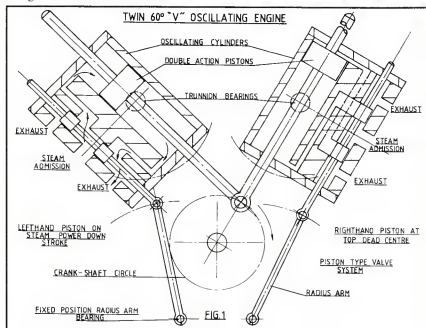 TWIN 60° "V" OSCILLATING ENGINE
OSCILLATING CYLINDERS
DOUBLE ACTION PISTONS
TRUNNION BEARINGS
EXHAUST
STEAM
ADMISSION
EXHAUST
EXHAUST
STEAM
ADMISSION
EXHAUST
LEFTHAND PISTON ON
STEAM POWER DOWN
STROKE
CRANK-SHAFT CIRCLE
FIXED POSITION RADIUS ARM
BEARING
RIGHTHAND PISTON AT
TOP DEAD CENTRE
PISTON TYPE VALVE
SYSTEM
RADIUS ARM
FIG.1